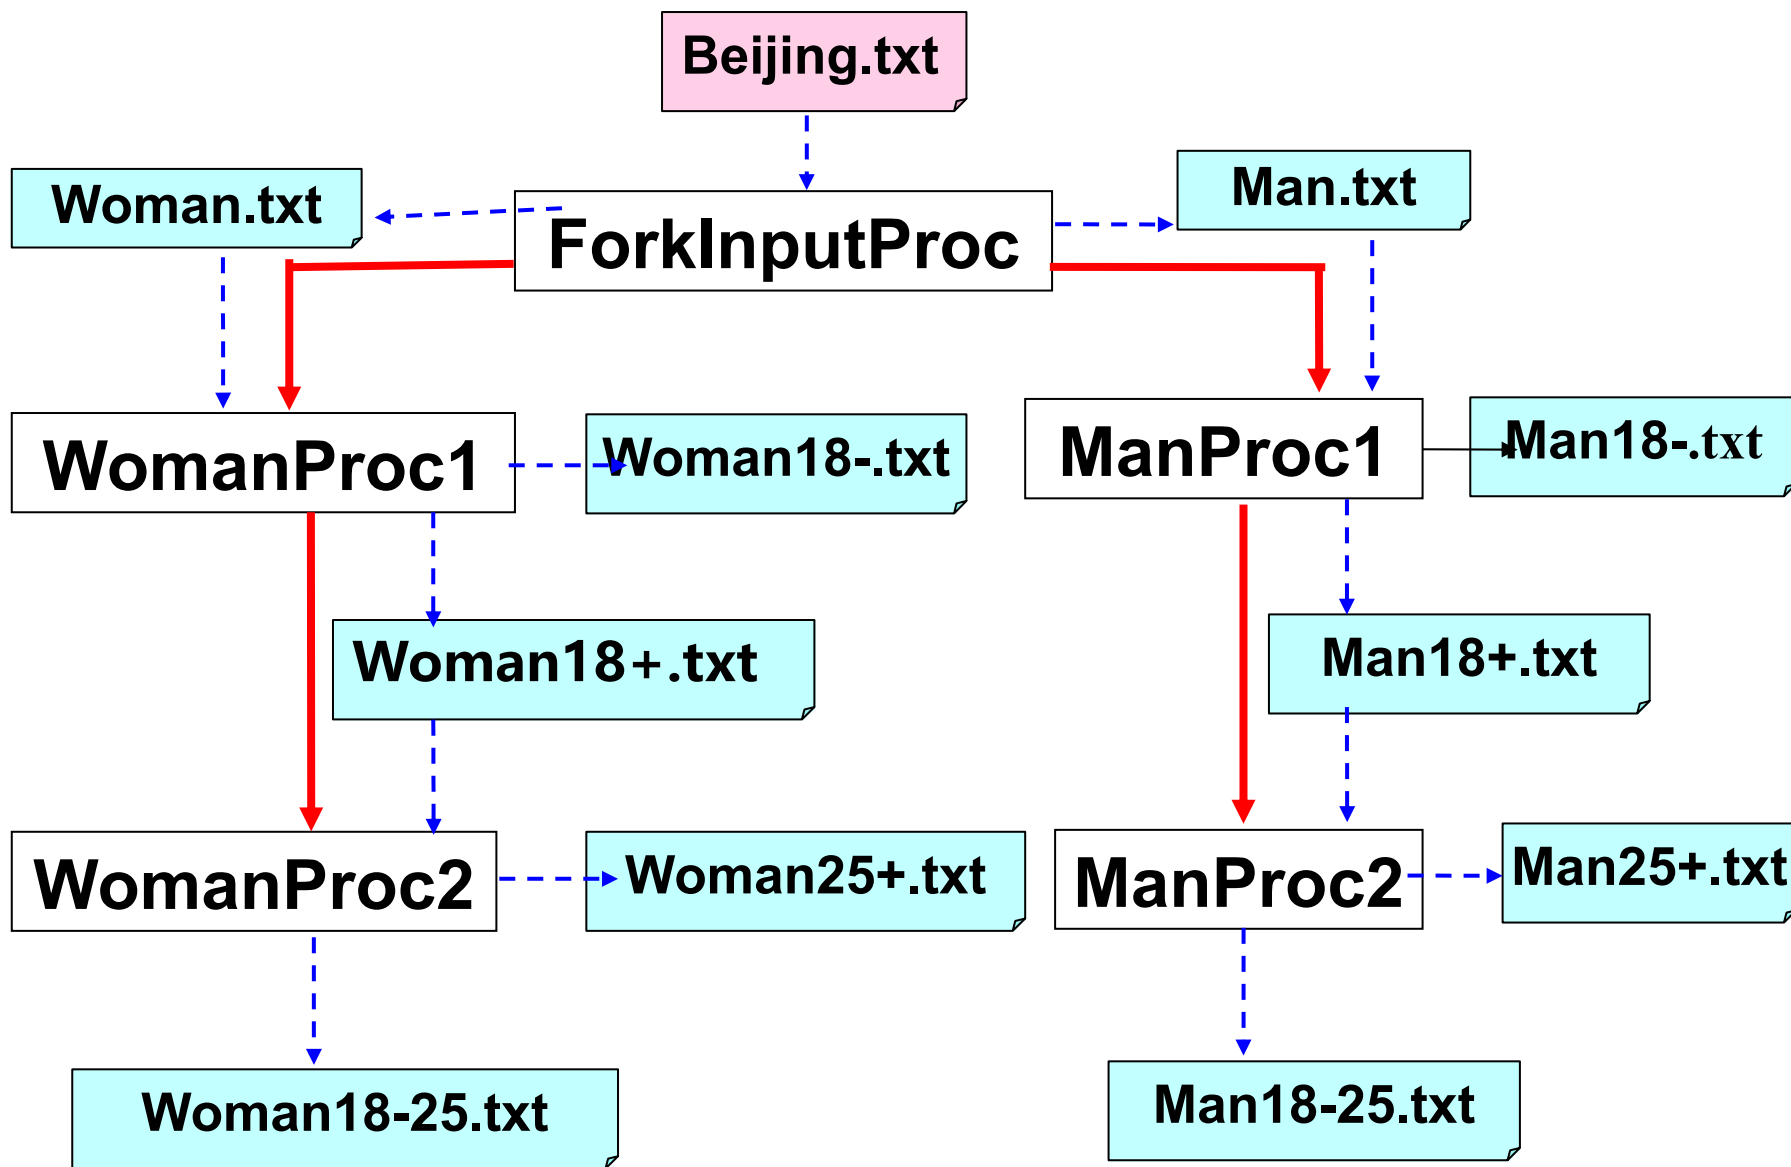 Beijing.txt
Woman.txt
ForkInputProc
Man.txt
WomanProc1
Woman18-.txt
ManProc1
Man18-.txt
Woman18+.txt
Man18+.txt
WomanProc2
Woman25+.txt
ManProc2
Man25+.txt
Woman18-25.txt
Man18-25.txt